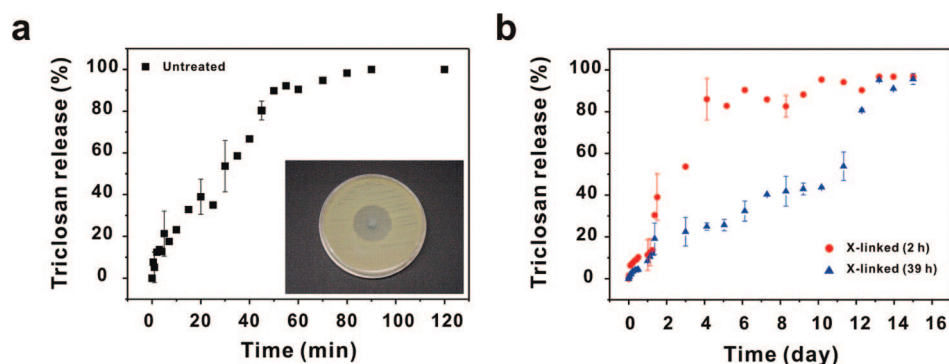 a
Triclosan release (%)
100
80
60
40
20
0
Untreated
0 20 40 60 80 100 120
Time (min)
b
Triclosan release (%)
100
80
60
40
20
0
X-linked (2 h)
X-linked (39 h)
0 2 4 6 8 10 12 14 16
Time (day)